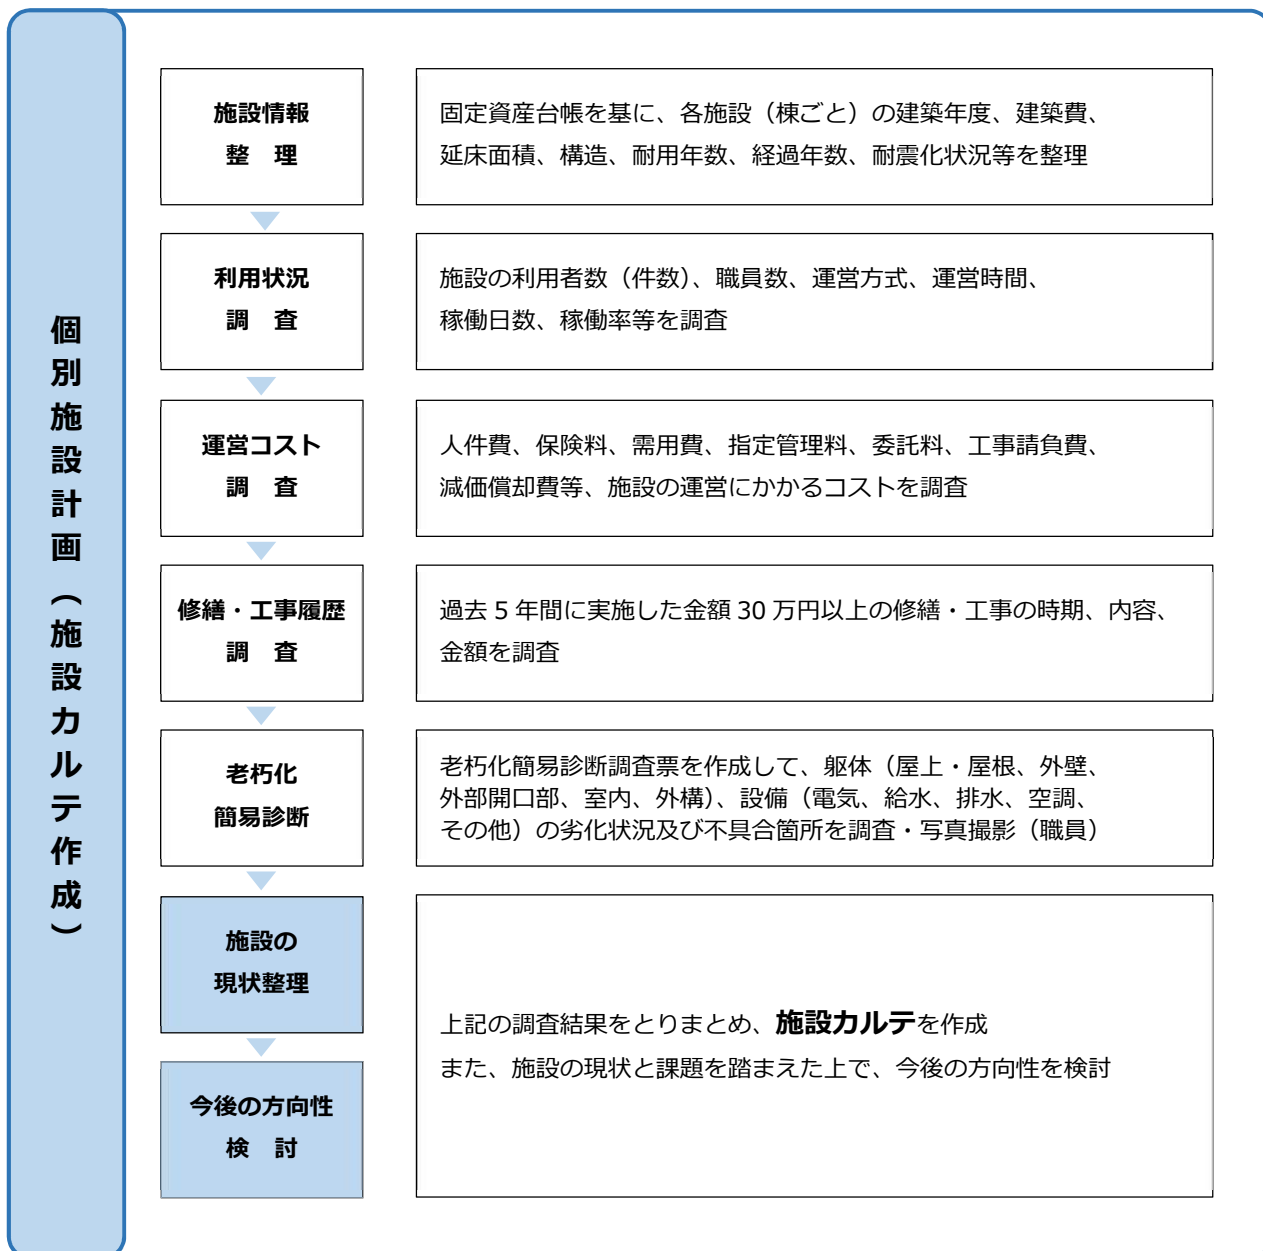 個別施設計画（施設カルテ作成）
施設情報
整　理
固定資産台帳を基に、各施設（棟ごと）の建築年度、建築費、
延床面積、構造、耐用年数、経過年数、耐震化状況等を整理
利用状況
調　査
施設の利用者数（件数）、職員数、運営方式、運営時間、
稼働日数、稼働率等を調査
運営コスト
調　査
人件費、保険料、需用費、指定管理料、委託料、工事請負費、
減価償却費等、施設の運営にかかるコストを調査
修繕・工事履歴
調　査
過去 5 年間に実施した金額 30 万円以上の修繕・工事の時期、内容、
金額を調査
老朽化
簡易診断
老朽化簡易診断調査票を作成して、躯体（屋上・屋根、外壁、
外部開口部、室内、外構）、設備（電気、給水、排水、空調、
その他）の劣化状況及び不具合箇所を調査・写真撮影（職員）
施設の
現状整理
上記の調査結果をとりまとめ、施設カルテを作成
また、施設の現状と課題を踏まえた上で、今後の方向性を検討
今後の方向性
検　討